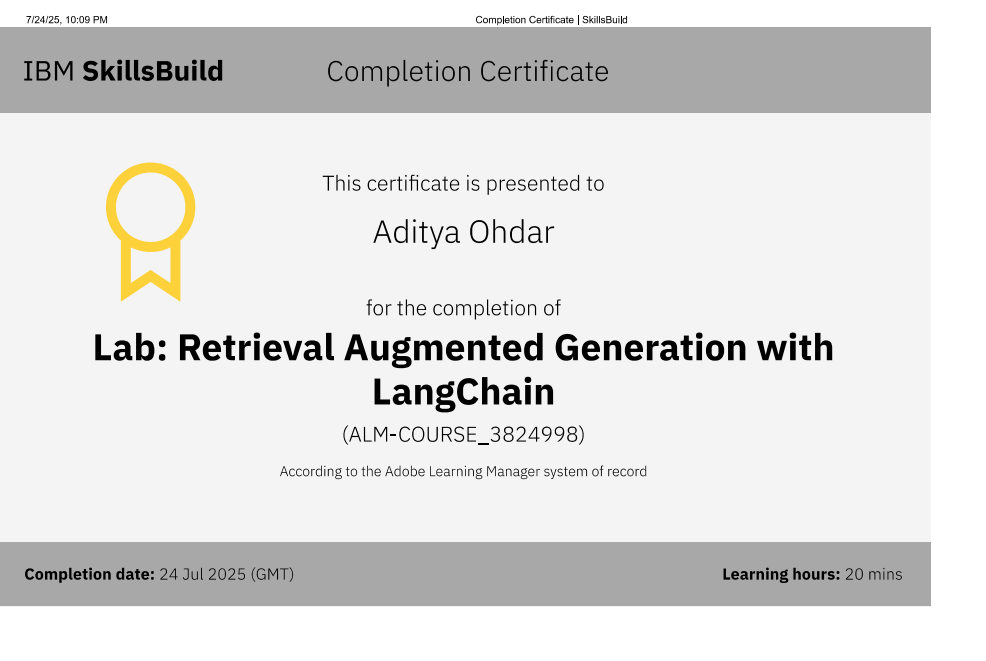 7/24/25, 10:09 PM
Completion Certificate | SkillsBuild
IBM SkillsBuild
Completion Certificate
This certificate is presented to
Aditya Ohdar
for the completion of
Lab: Retrieval Augmented Generation with
LangChain
(ALM-COURSE_3824998)
According to the Adobe Learning Manager system of record
Completion date: 24 Jul 2025 (GMT)
Learning hours: 20 mins